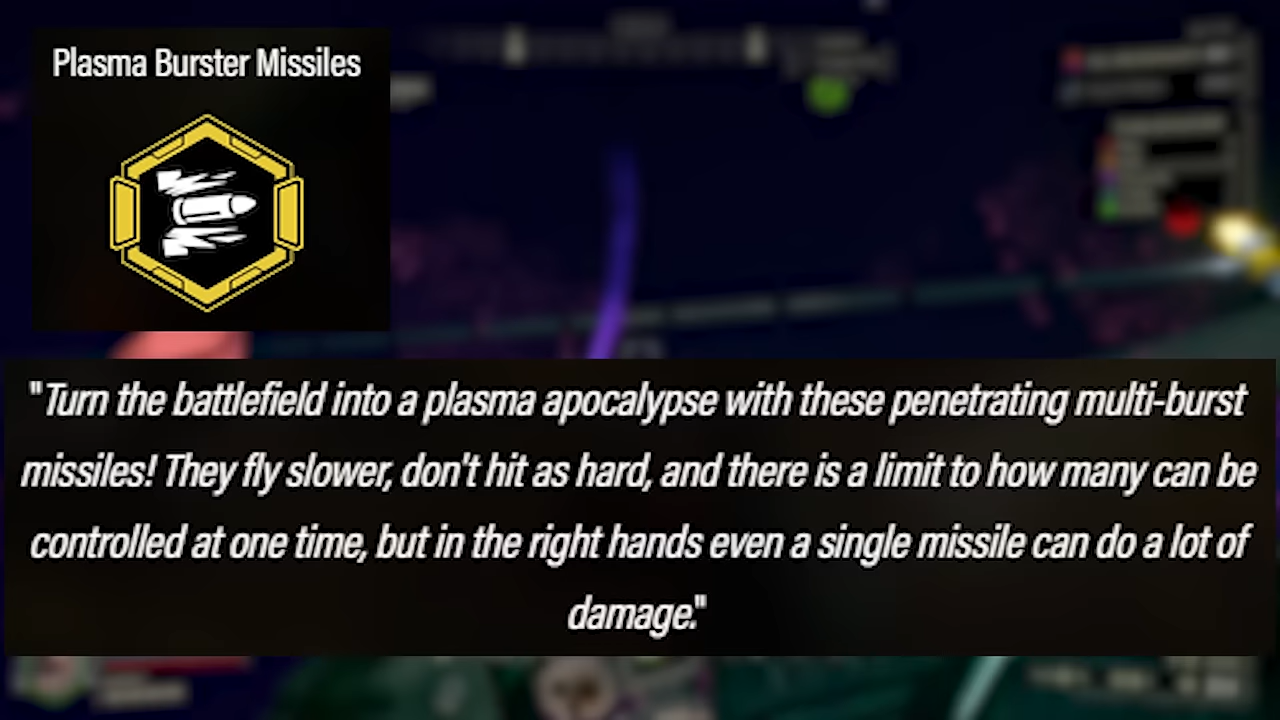 Plasma Burster Missiles
"Turn the battlefield into a plasma apocalypse with these penetrating multi-burst
missiles! They fly slower, don't hit as hard, and there is a limit to how many can be
controlled at one time, but in the right hands even a single missile can do a lot of
damage."